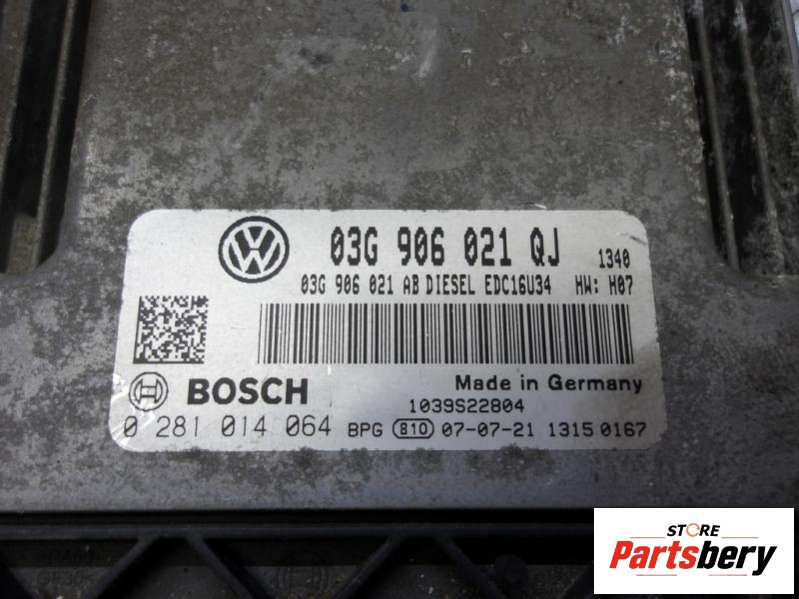 03G 906 021 QJ 1340
03G 906 021 AB DIESEL EDC16U34 HW: H07
BOSCH Made in Germany
1039S22804
0 281 014 064 BPG B10 07-07-21 1315 0167
STORE
Partsbery